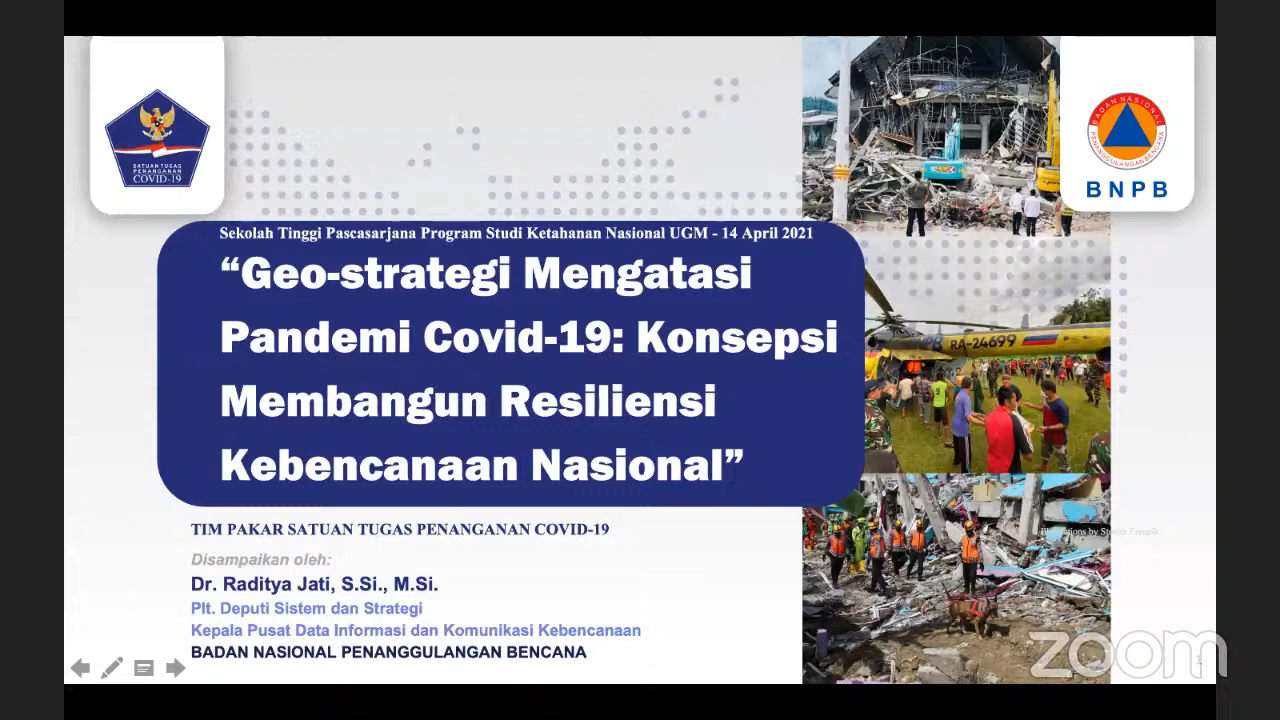 SATUAN TUGAS
PENANGANAN
COVID-19
BADAN NASIONAL
PENANGGULANGAN BENCANA
BNPB
Sekolah Tinggi Pascasarjana Program Studi Ketahanan Nasional UGM - 14 April 2021
“Geo-strategi Mengatasi
Pandemi Covid-19: Konsepsi
Membangun Resiliensi
Kebencanaan Nasional”
RA-24699
TIM PAKAR SATUAN TUGAS PENANGANAN COVID-19
Disampaikan oleh:
Dr. Raditya Jati, S.Si., M.Si.
Plt. Deputi Sistem dan Strategi
Kepala Pusat Data Informasi dan Komunikasi Kebencanaan
BADAN NASIONAL PENANGGULANGAN BENCANA
zoom